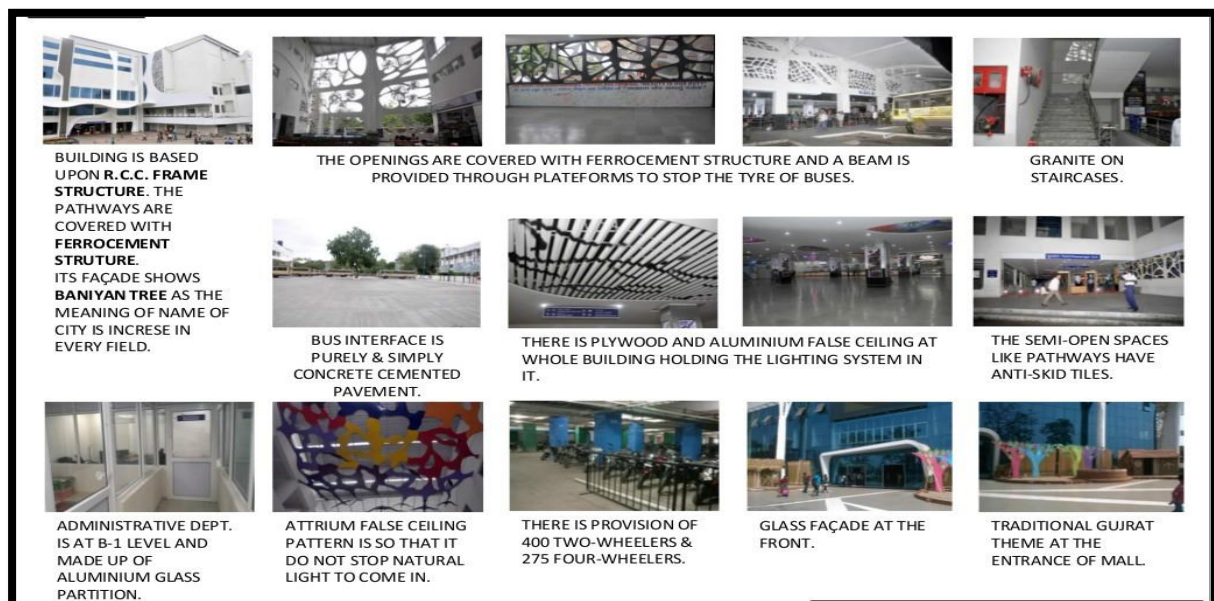 BUILDING IS BASED
UPON R.C.C. FRAME
STRUCTURE. THE
PATHWAYS ARE
COVERED WITH
FERROCEMENT
STRUTURE.
ITS FAÇADE SHOWS
BANIYAN TREE AS THE
MEANING OF NAME OF
CITY IS INCRESE IN
EVERY FIELD.
THE OPENINGS ARE COVERED WITH FERROCEMENT STRUCTURE AND A BEAM IS
PROVIDED THROUGH PLATEFORMS TO STOP THE TYRE OF BUSES.
GRANITE ON
STAIRCASES.
BUS INTERFACE IS
PURELY & SIMPLY
CONCRETE CEMENTED
PAVEMENT.
THERE IS PLYWOOD AND ALUMINIUM FALSE CEILING AT
WHOLE BUILDING HOLDING THE LIGHTING SYSTEM IN
IT.
THE SEMI-OPEN SPACES
LIKE PATHWAYS HAVE
ANTI-SKID TILES.
ADMINISTRATIVE DEPT.
IS AT B-1 LEVEL AND
MADE UP OF
ALUMINIUM GLASS
PARTITION.
ATTRIUM FALSE CEILING
PATTERN IS SO THAT IT
DO NOT STOP NATURAL
LIGHT TO COME IN.
THERE IS PROVISION OF
400 TWO-WHEELERS &
275 FOUR-WHEELERS.
GLASS FAÇADE AT THE
FRONT.
TRADITIONAL GUJRAT
THEME AT THE
ENTRANCE OF MALL.